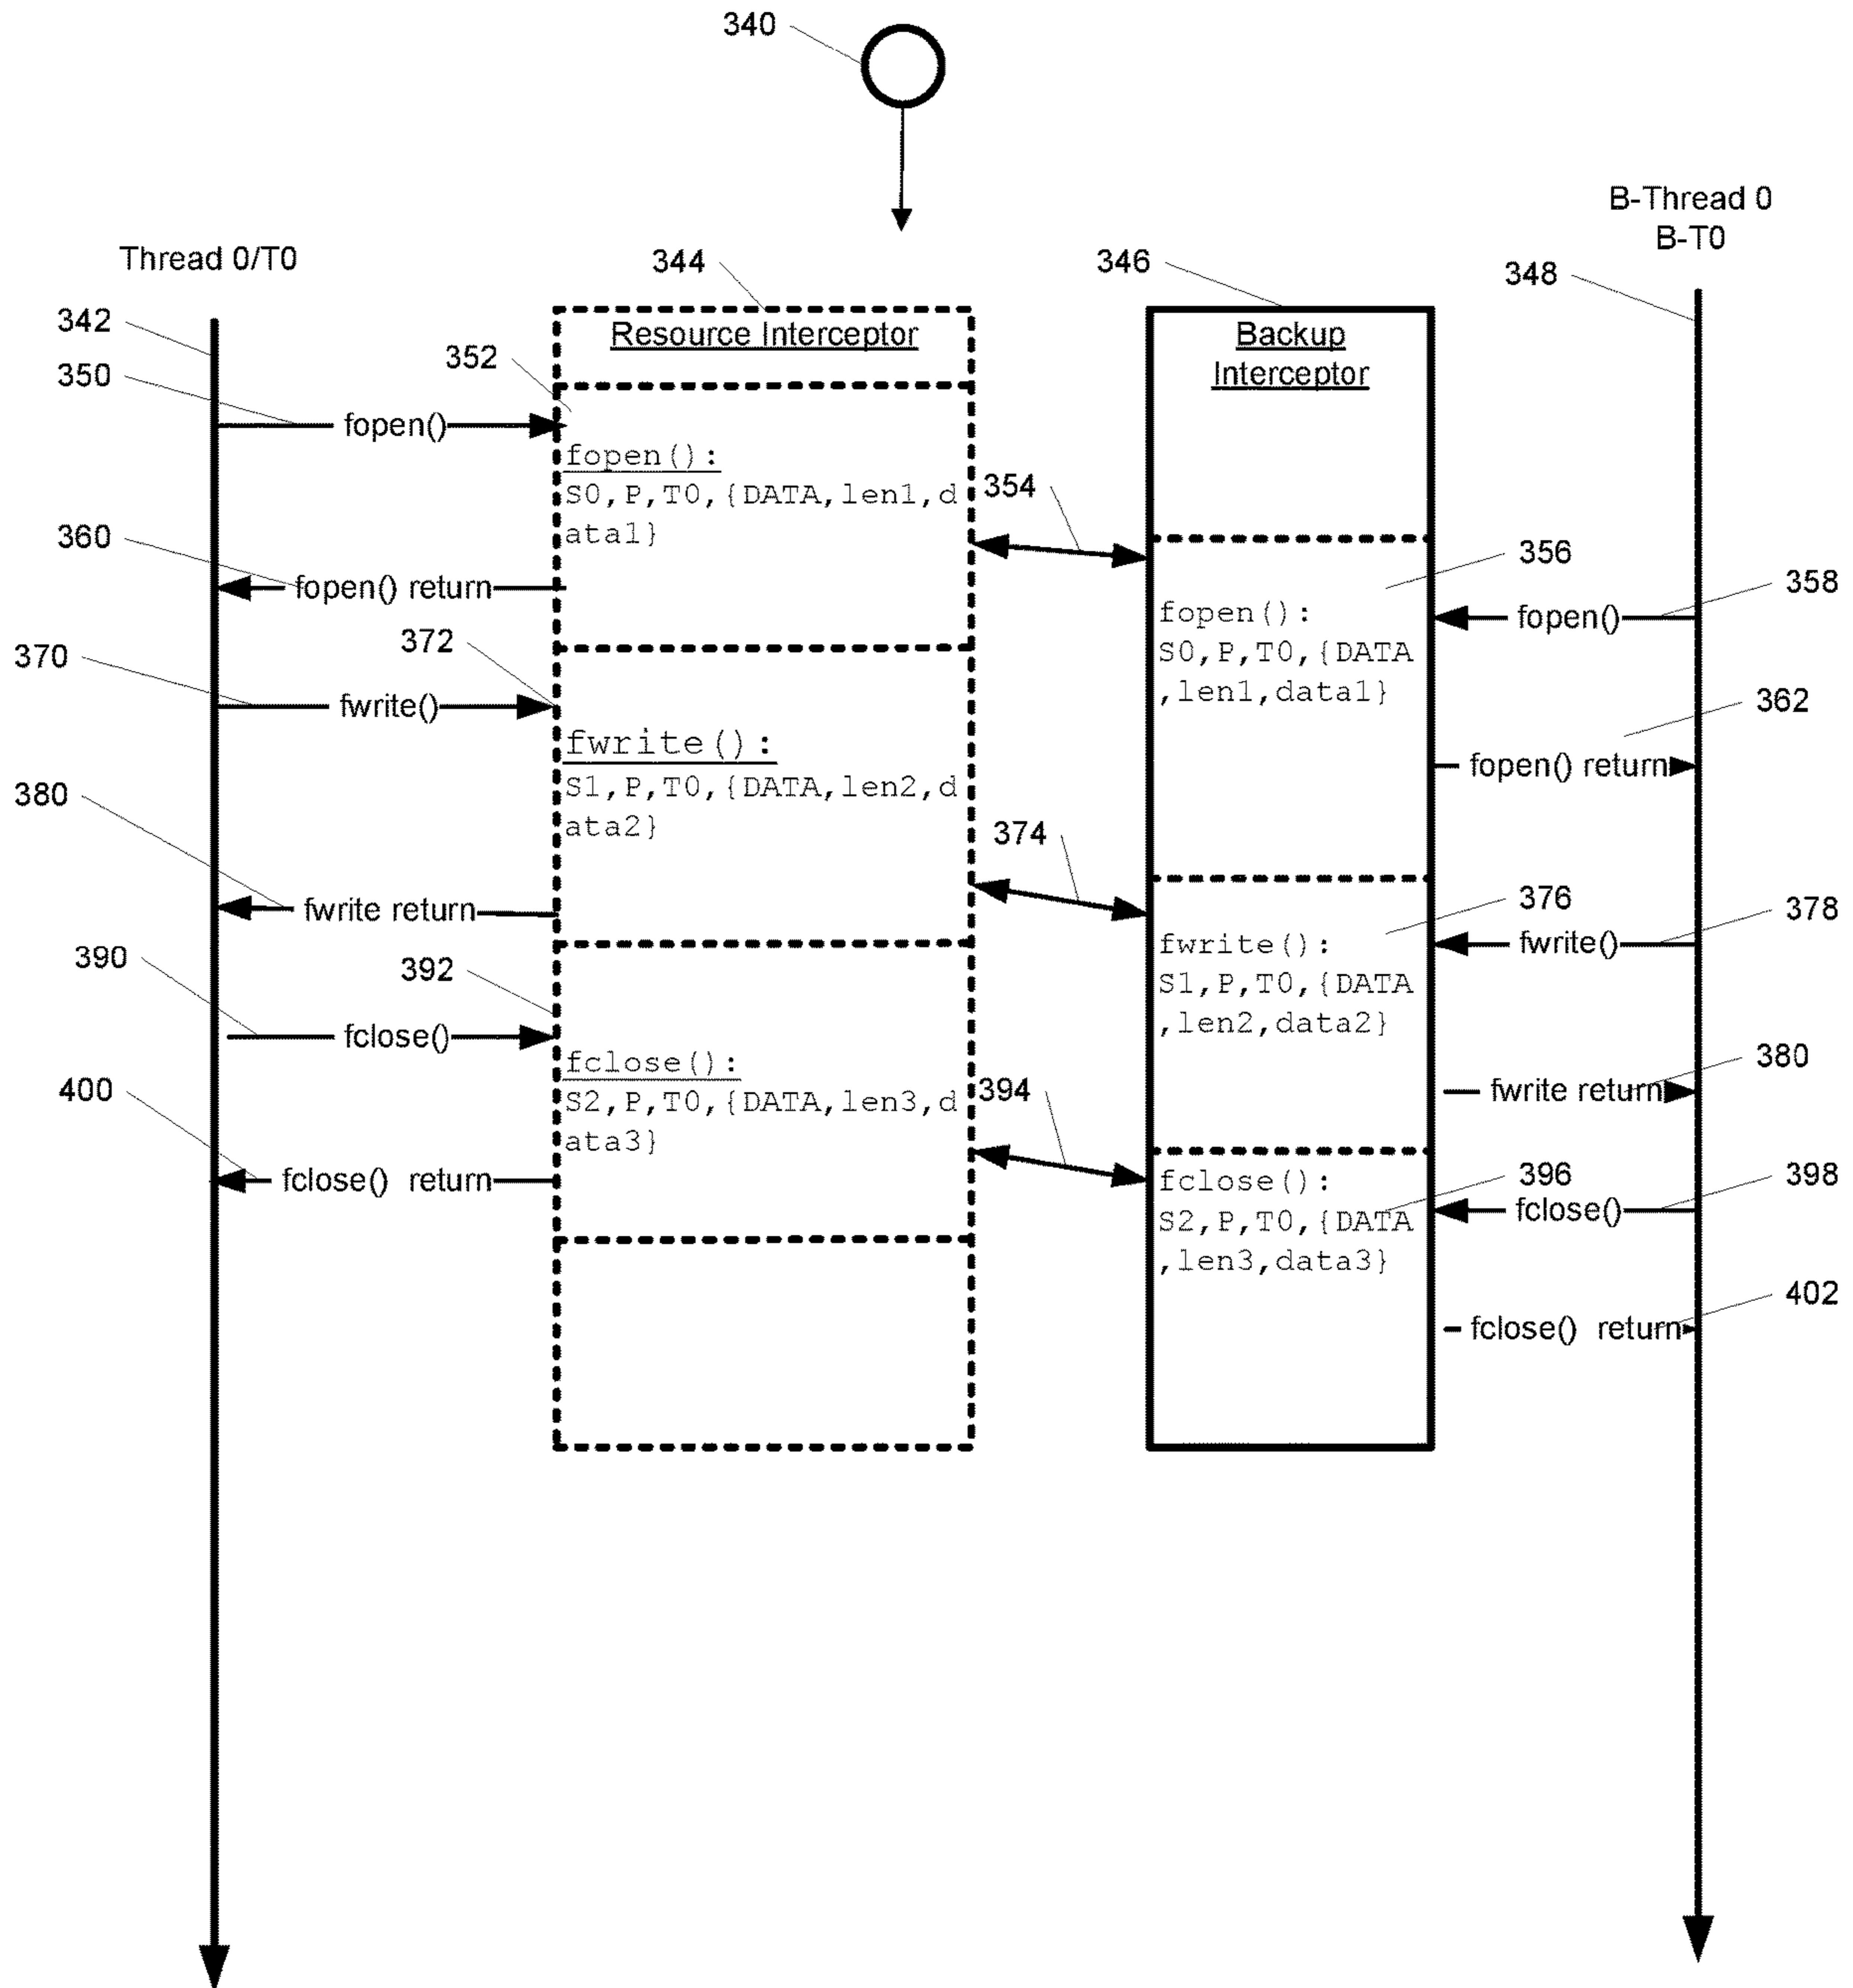 340
B-Thread 0
B-T0
Thread 0/T0
344
346
348
342
Resource Interceptor
Backup
Interceptor
352
350
fopen()
fopen():
S0,P,T0,{DATA,len1,d
ata1}
354
360
fopen() return
356
358
fopen():
fopen()
S0,P,T0,{DATA
,len1,data1}
372
370
fwrite()
362
fwrite():
S1,P,T0,{DATA,len2,d
ata2}
fopen() return
380
374
fwrite return
376
378
fwrite():
fwrite()
S1,P,T0,{DATA
,len2,data2}
390
392
fclose()
fclose():
S2,P,T0,{DATA,len3,d
ata3}
400
394
380
fwrite return
fclose() return
396
398
fclose():
fclose()
S2,P,T0,{DATA
,len3,data3}
402
fclose() return